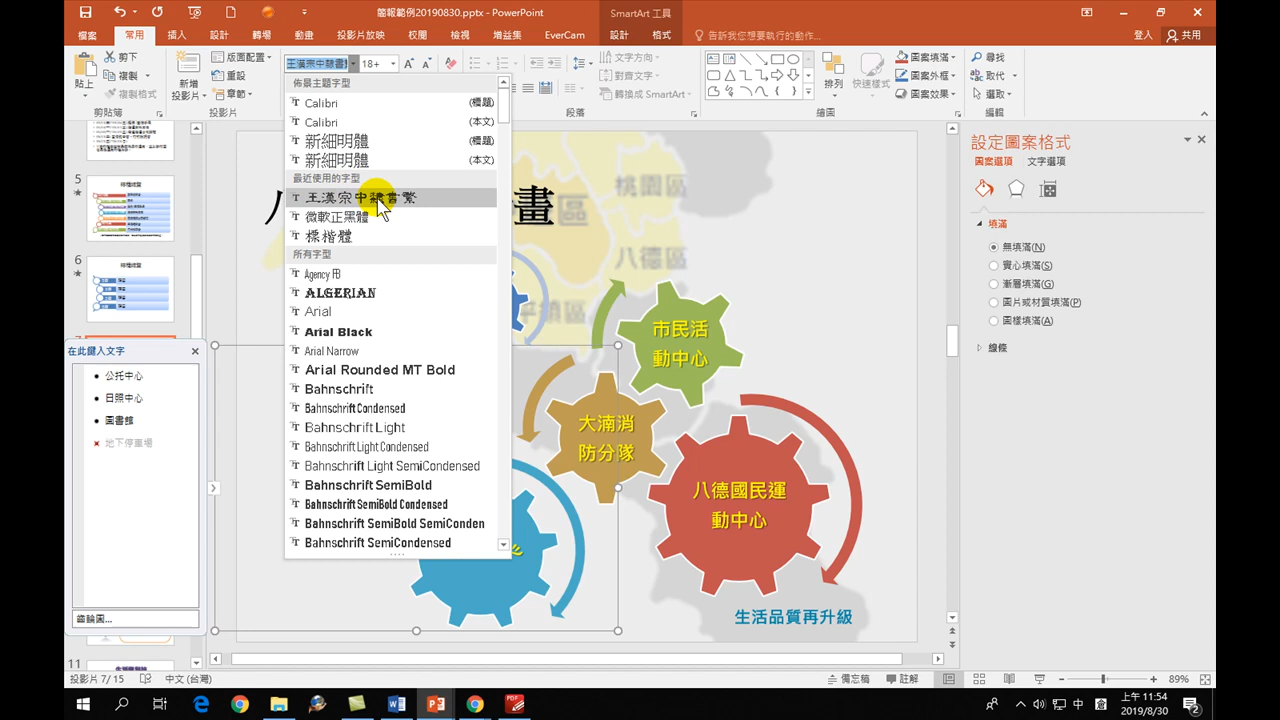 簡報範例20190830.pptx - PowerPoint
SmartArt 工具
檔案
常用
插入
設計
轉場
動畫
投影片放映
校閱
檢視
增益集
EverCam
設計
格式
告訴我您想要執行的動作...
登入
共用
貼上
剪下
複製
複製格式
剪貼簿
新增
投影片
版面配置
重設
章節
投影片
王漢宗中隸書繁
18+
文字方向
對齊文字
轉換成 SmartArt
段落
排列
快速樣式
圖案填滿
圖案外框
圖案效果
繪圖
尋找
取代
選取
編輯
佈景主題字型
Calibri (標題)
Calibri (本文)
新細明體 (標題)
新細明體 (本文)
最近使用的字型
王漢宗中隸書繁
微軟正黑體
標楷體
所有字型
Agency FB
ALGERIAN
Arial
Arial Black
Arial Narrow
Arial Rounded MT Bold
Bahnschrift
Bahnschrift Condensed
Bahnschrift Light
Bahnschrift Light Condensed
Bahnschrift Light SemiCondensed
Bahnschrift SemiBold
Bahnschrift SemiBold Condensed
Bahnschrift SemiBold SemiConden
Bahnschrift SemiCondensed
5
6
7
11
在此鍵入文字
公托中心
日照中心
圖書館
地下停車場
齒輪圖...
畫
桃園區
八德區
平鎮區
市民活
動中心
大湳消
防分隊
八德國民運
動中心
生活品質再升級
設定圖案格式
圖案選項
文字選項
填滿
無填滿(N)
實心填滿(S)
漸層填滿(G)
圖片或材質填滿(P)
圖樣填滿(A)
線條
投影片 7/15
中文 (台灣)
備忘稿
註解
89%
中
上午 11:54
2019/8/30
2